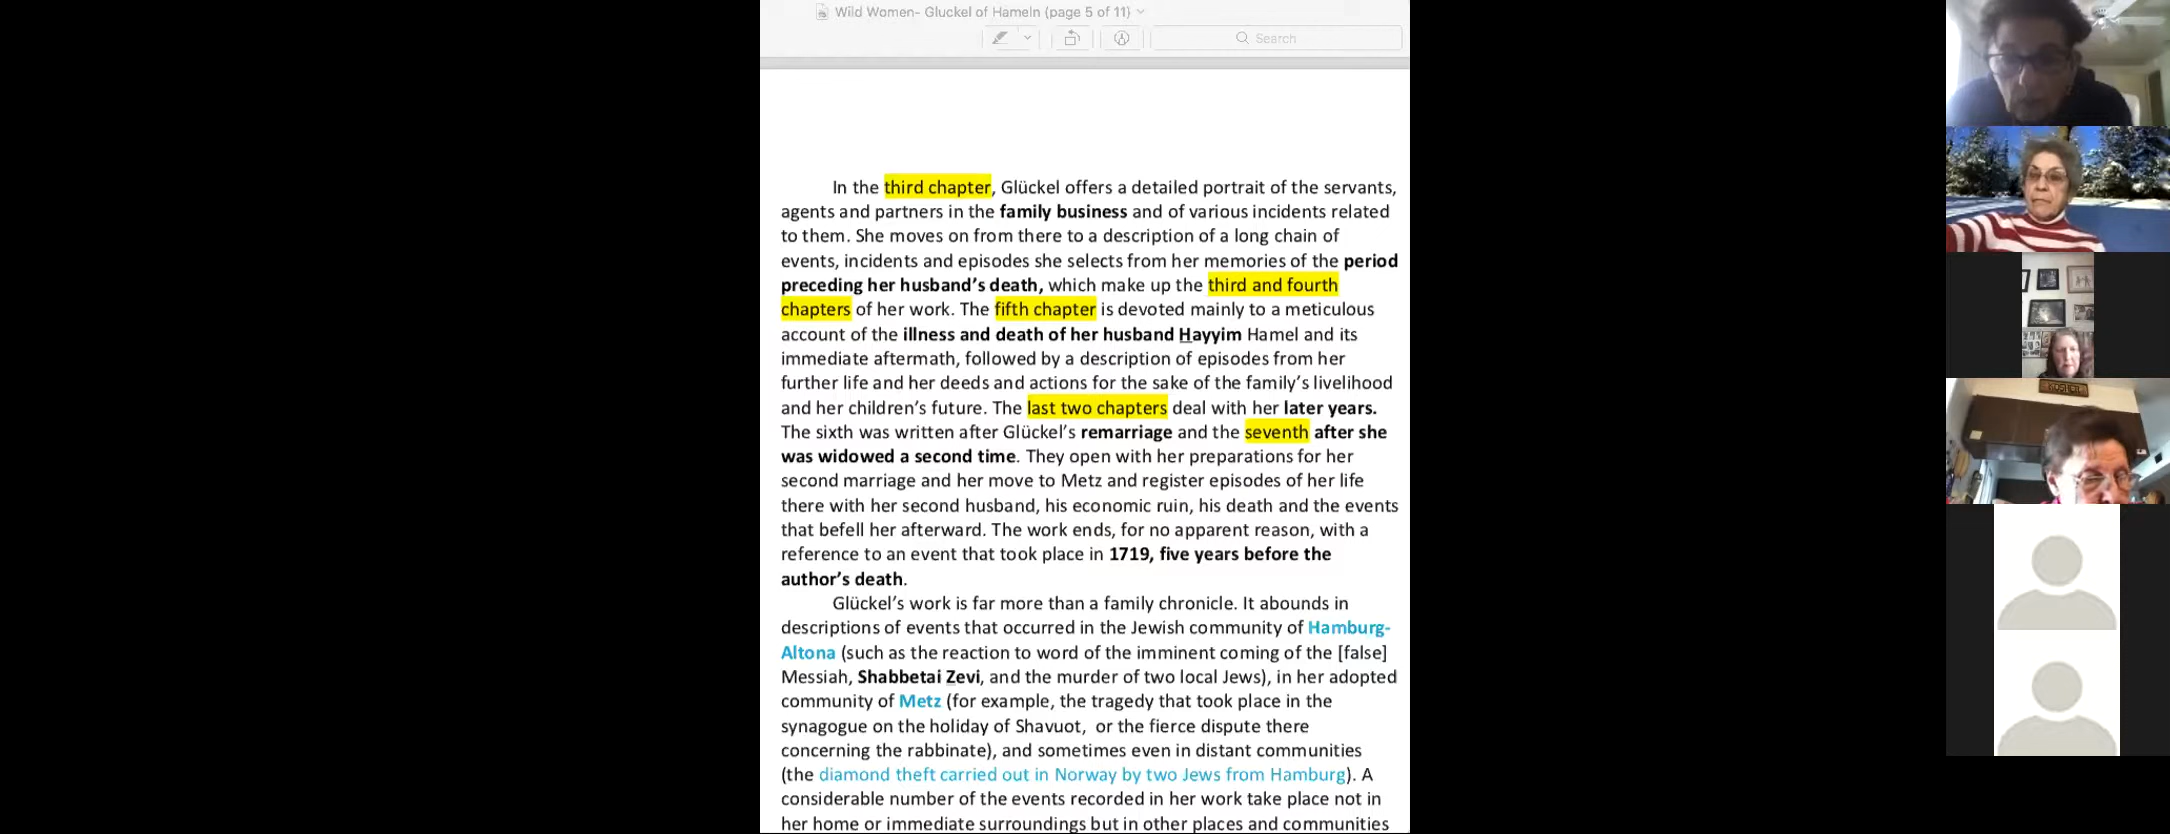 Wild Women- Gluckel of Hameln (page 5 of 11)
Search
In the third chapter, Glückel offers a detailed portrait of the servants,
agents and partners in the family business and of various incidents related
to them. She moves on from there to a description of a long chain of
events, incidents and episodes she selects from her memories of the period
preceding her husband's death, which make up the third and fourth
chapters of her work. The fifth chapter is devoted mainly to a meticulous
account of the illness and death of her husband Hayyim Hamel and its
immediate aftermath, followed by a description of episodes from her
further life and her deeds and actions for the sake of the family's livelihood
and her children's future. The last two chapters deal with her later years.
The sixth was written after Glückel's remarriage and the seventh after she
was widowed a second time. They open with her preparations for her
second marriage and her move to Metz and register episodes of her life
there with her second husband, his economic ruin, his death and the events
that befell her afterward. The work ends, for no apparent reason, with a
reference to an event that took place in 1719, five years before the
author's death.
Glückel's work is far more than a family chronicle. It abounds in
descriptions of events that occurred in the Jewish community of Hamburg-
Altona (such as the reaction to word of the imminent coming of the [false]
Messiah, Shabbetai Zevi, and the murder of two local Jews), in her adopted
community of Metz (for example, the tragedy that took place in the
synagogue on the holiday of Shavuot,  or the fierce dispute there
concerning the rabbinate), and sometimes even in distant communities
(the diamond theft carried out in Norway by two Jews from Hamburg). A
considerable number of the events recorded in her work take place not in
her home or immediate surroundings but in other places and communities
KOSHER